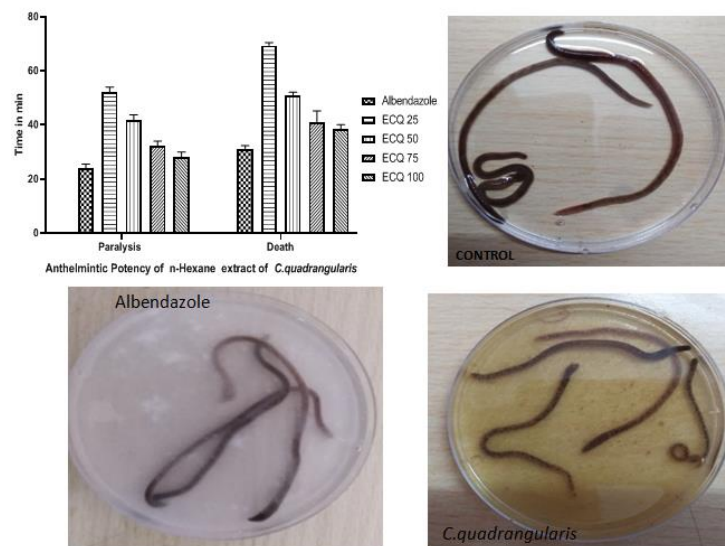 80
60
40
20
0
Time in min
Paralysis
Death
Albendazole
ECQ 25
ECQ 50
ECQ 75
ECQ 100
Anthelmintic Potency of n-Hexane extract of C.quadrangularis
CONTROL
Albendazole
C.quadrangularis